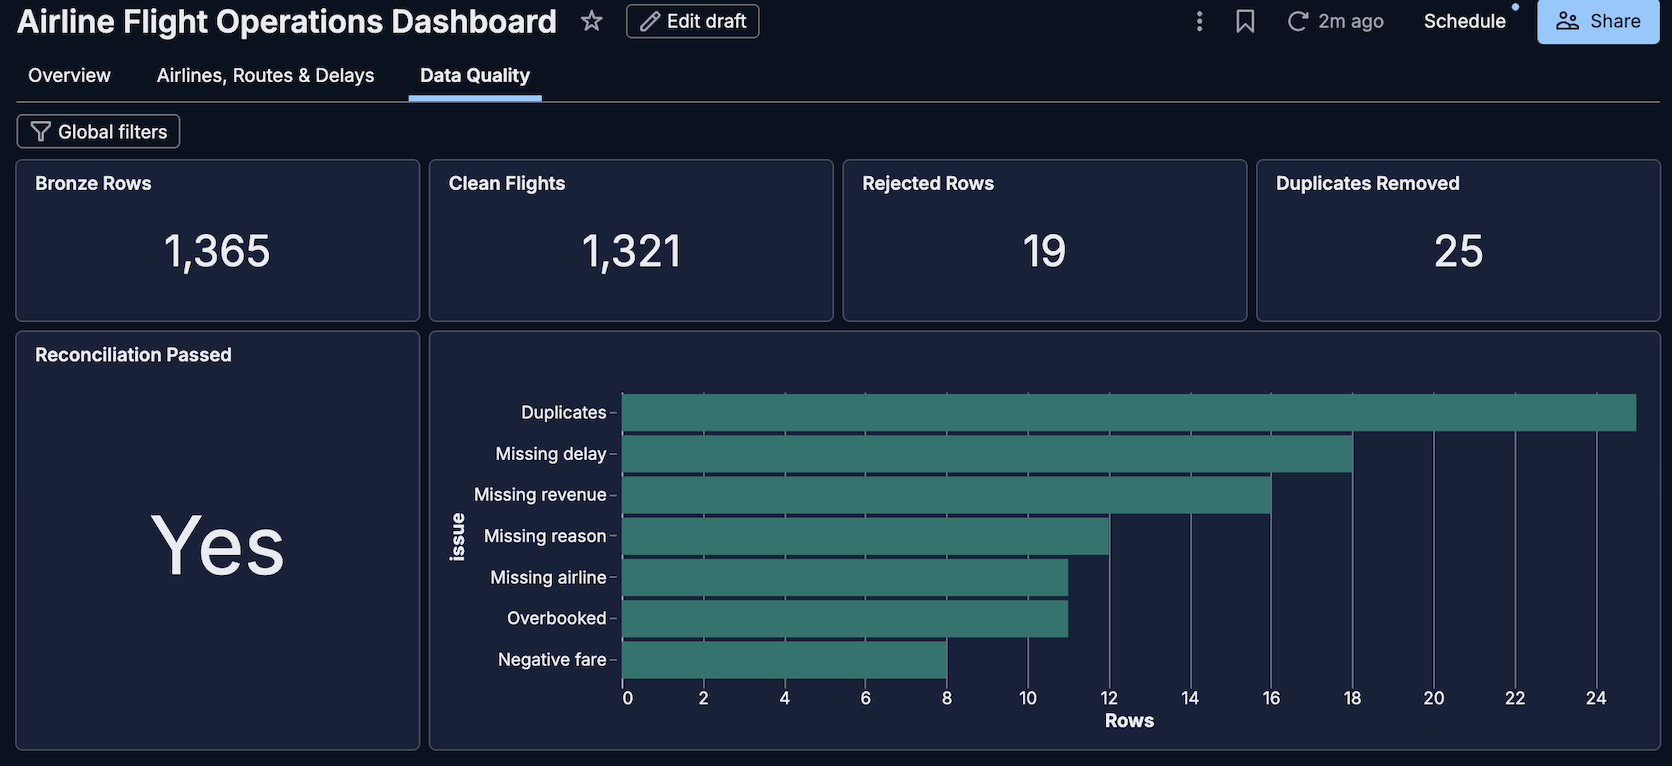 Airline Flight Operations Dashboard
Edit draft
2m ago
Schedule
Share
Overview
Airlines, Routes & Delays
Data Quality
Global filters
Bronze Rows
1,365
Clean Flights
1,321
Rejected Rows
19
Duplicates Removed
25
Reconciliation Passed
Yes
issue
Duplicates
Missing delay
Missing revenue
Missing reason
Missing airline
Overbooked
Negative fare
0 2 4 6 8 10 12 14 16 18 20 22 24
Rows